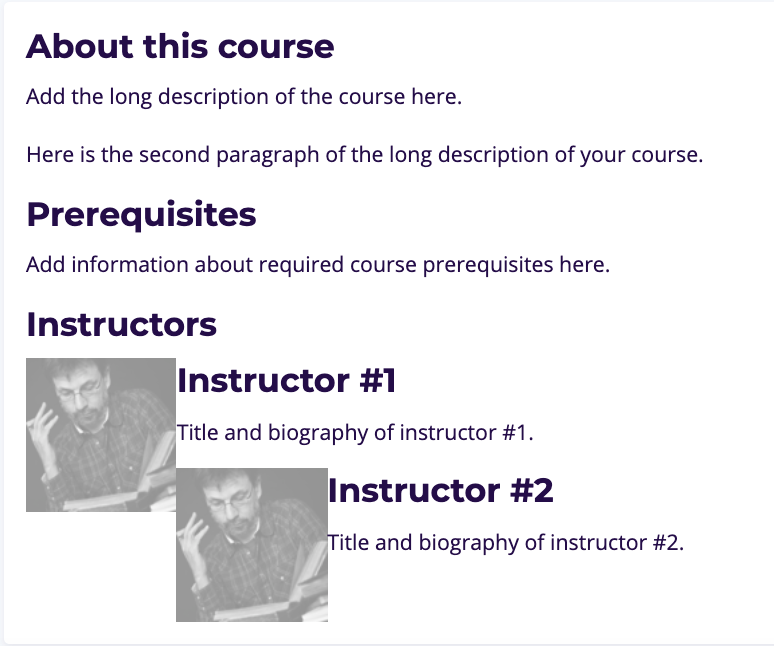 About this course
Add the long description of the course here.
Here is the second paragraph of the long description of your course.
Prerequisites
Add information about required course prerequisites here.
Instructors
Instructor #1
Title and biography of instructor #1.
Instructor #2
Title and biography of instructor #2.